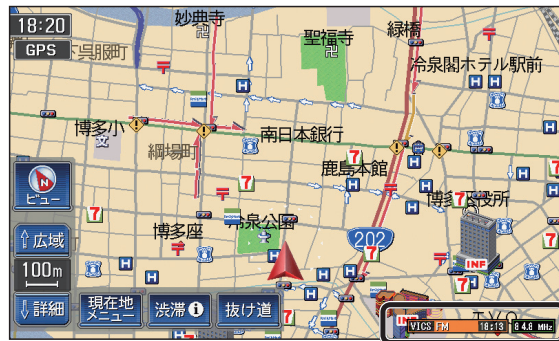 18:20
GPS
妙典寺
聖福寺
緑橋
下呉服町
冷泉閣ホテル駅前
博多小
南日本銀行
綱場町
鹿島本館
ビュー
博多区役所
冷泉公園
博多座
広域
202
INF
100m
詳細
現在地メニュー
渋滞
抜け道
INF
TVQ
VICS FM 18:13 84.8 MHz